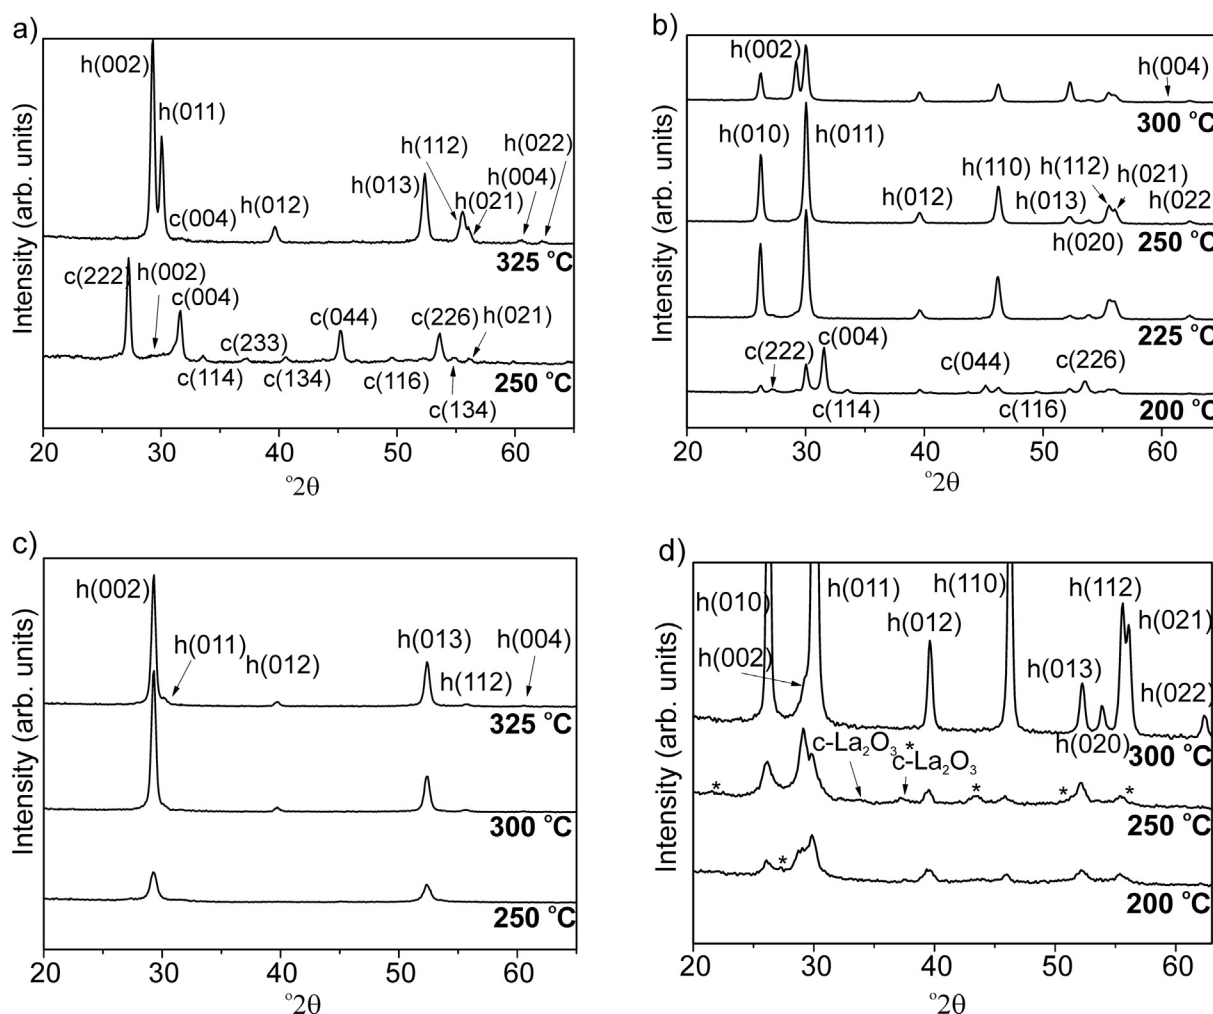 a)
h(002)
h(011)
c(004)
h(012)
h(013)
h(112)
h(021)
h(004)
h(022)
325 °C
c(222)
h(002)
c(004)
c(114)
c(233)
c(134)
c(044)
c(116)
c(226)
c(134)
h(021)
250 °C
Intensity (arb. units)
20 30 40 50 60
°2θ
b)
h(002)
h(004)
300 °C
h(010)
h(011)
h(012)
h(110)
h(013)
h(020)
h(112)
h(021)
h(022
250 °C
225 °C
c(222)
c(004)
c(114)
c(044)
c(116)
c(226)
200 °C
Intensity (arb. units)
20 30 40 50 60
°2θ
c)
h(002)
h(011)
h(012)
h(013)
h(112)
h(004)
325 °C
300 °C
250 °C
Intensity (arb. units)
20 30 40 50 60
°2θ
d)
h(010)
h(002)
h(011)
h(012)
h(110)
h(013)
h(020)
h(112)
h(021)
h(022)
300 °C
c-La₂O₃
*
c-La₂O₃
* * * *
250 °C
*
200 °C
Intensity (arb. units)
20 30 40 50 60
°2θ